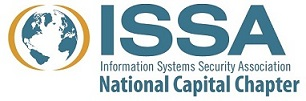 ISSA
Information Systems Security Association
National Capital Chapter